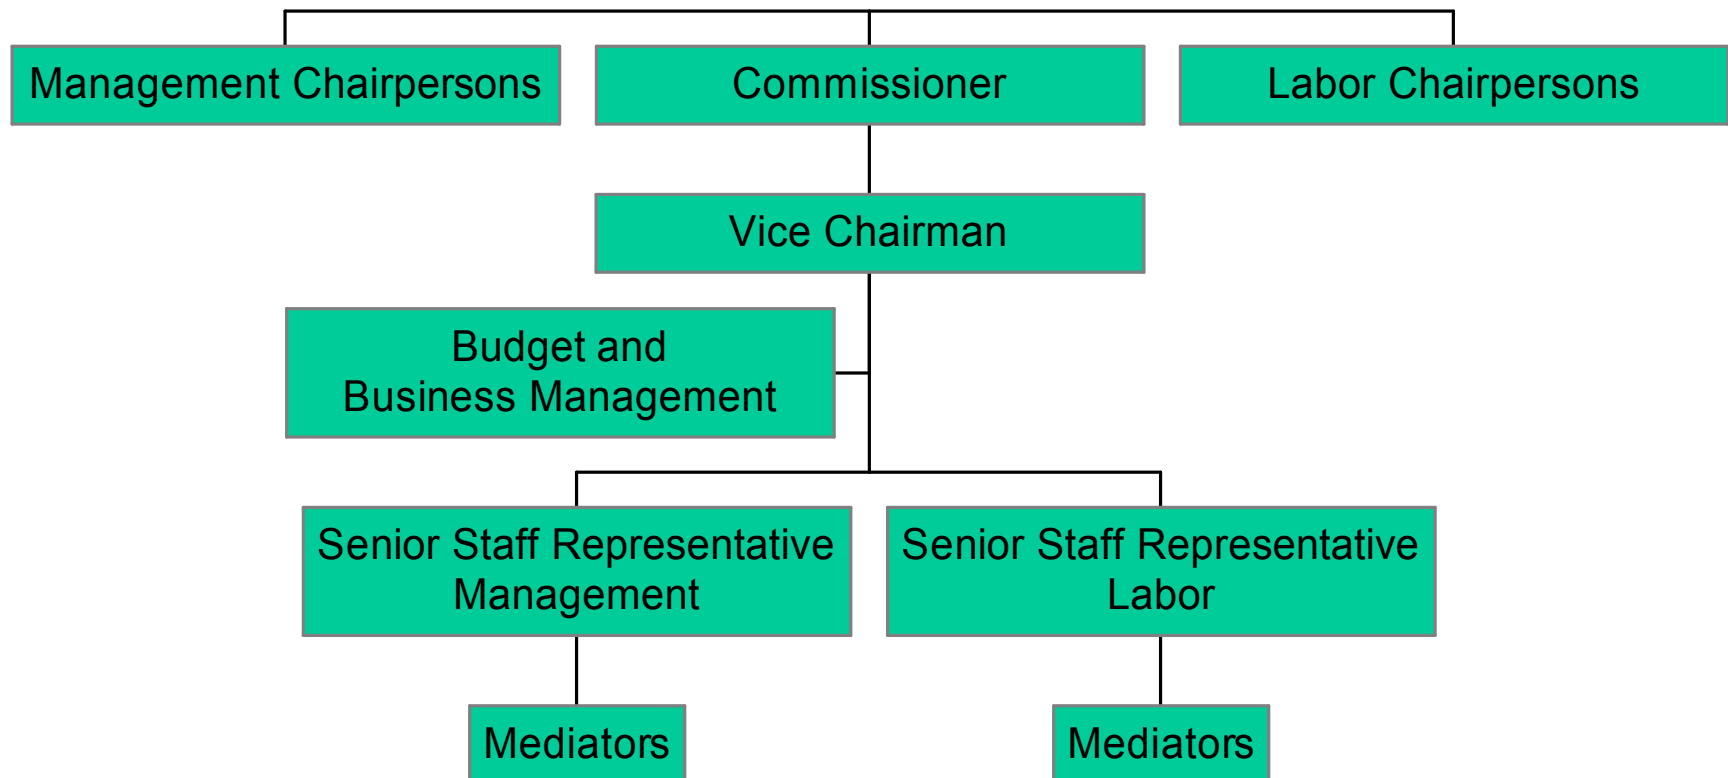 Management Chairpersons
Commissioner
Labor Chairpersons
Vice Chairman
Budget and
Business Management
Senior Staff Representative
Management
Senior Staff Representative
Labor
Mediators
Mediators